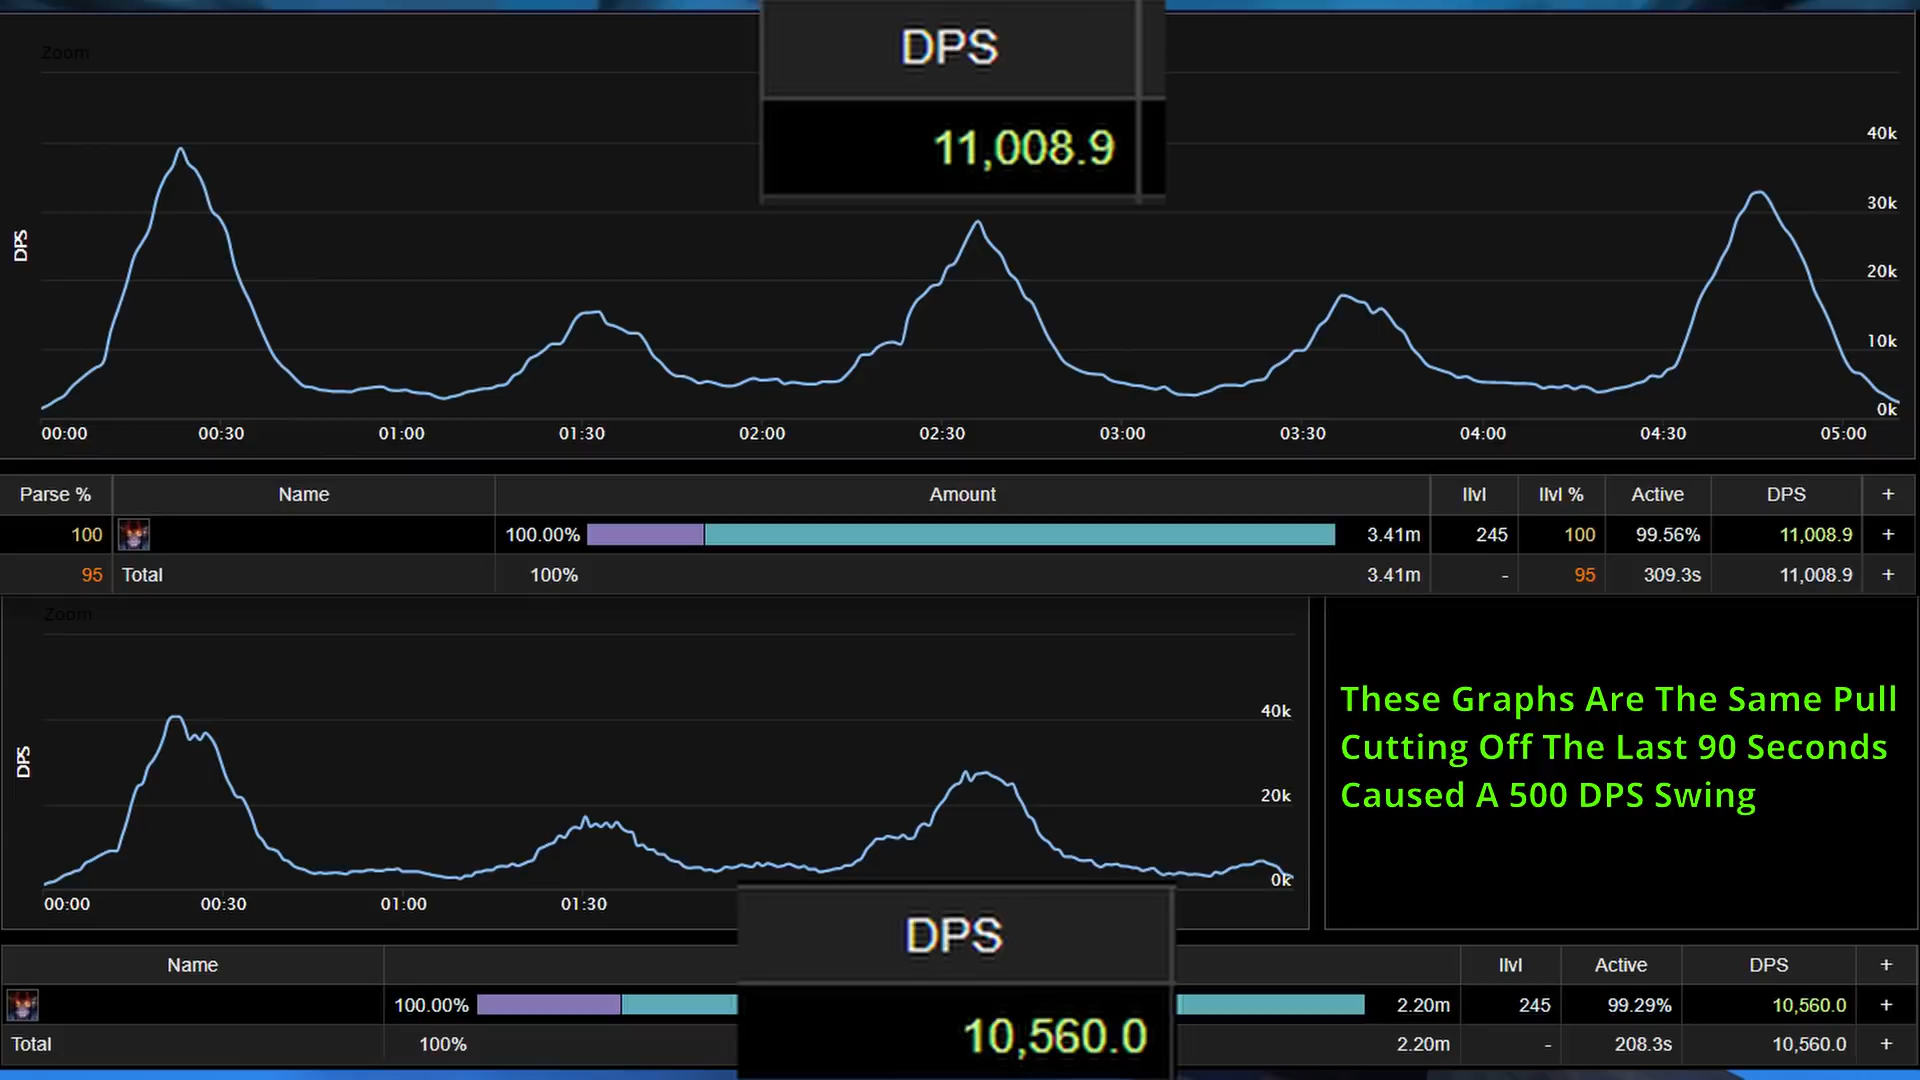 DPS
11,008.9
Zoom
DPS
40k
30k
20k
10k
0k
00:00 00:30 01:00 01:30 02:00 02:30 03:00 03:30 04:00 04:30 05:00
Parse % Name Amount Ilvl Ilvl % Active DPS +
100 100.00% 3.41m 245 100 99.56% 11,008.9 +
95 Total 100% 3.41m - 95 309.3s 11,008.9 +
Zoom
DPS
40k
20k
0k
00:00 00:30 01:00 01:30
These Graphs Are The Same Pull
Cutting Off The Last 90 Seconds
Caused A 500 DPS Swing
DPS
10,560.0
Name Ilvl Active DPS +
100.00% 2.20m 245 99.29% 10,560.0 +
Total 100% 2.20m - 208.3s 10,560.0 +